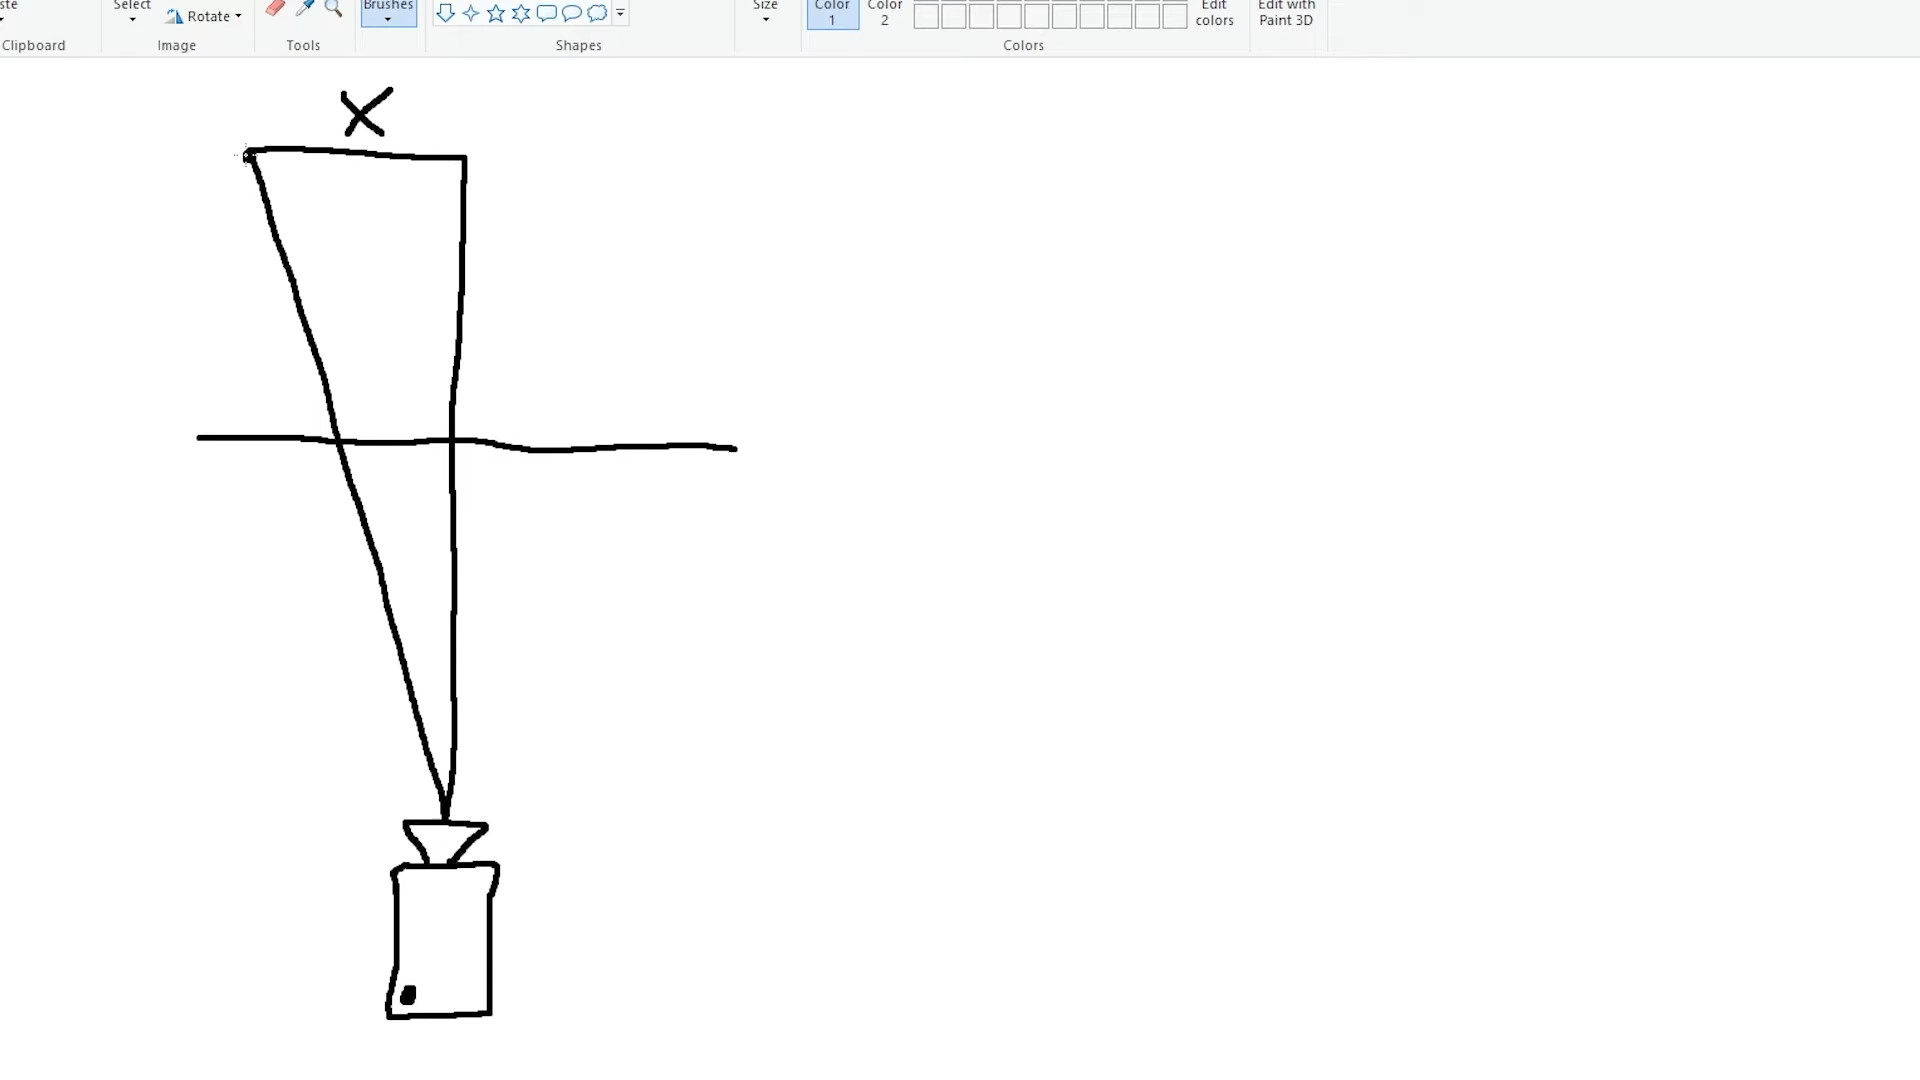 ste
Select
Rotate
Brushes
Size
Color
1
Color
2
Edit
colors
Edit with
Paint 3D
Clipboard
Image
Tools
Shapes
Colors
X